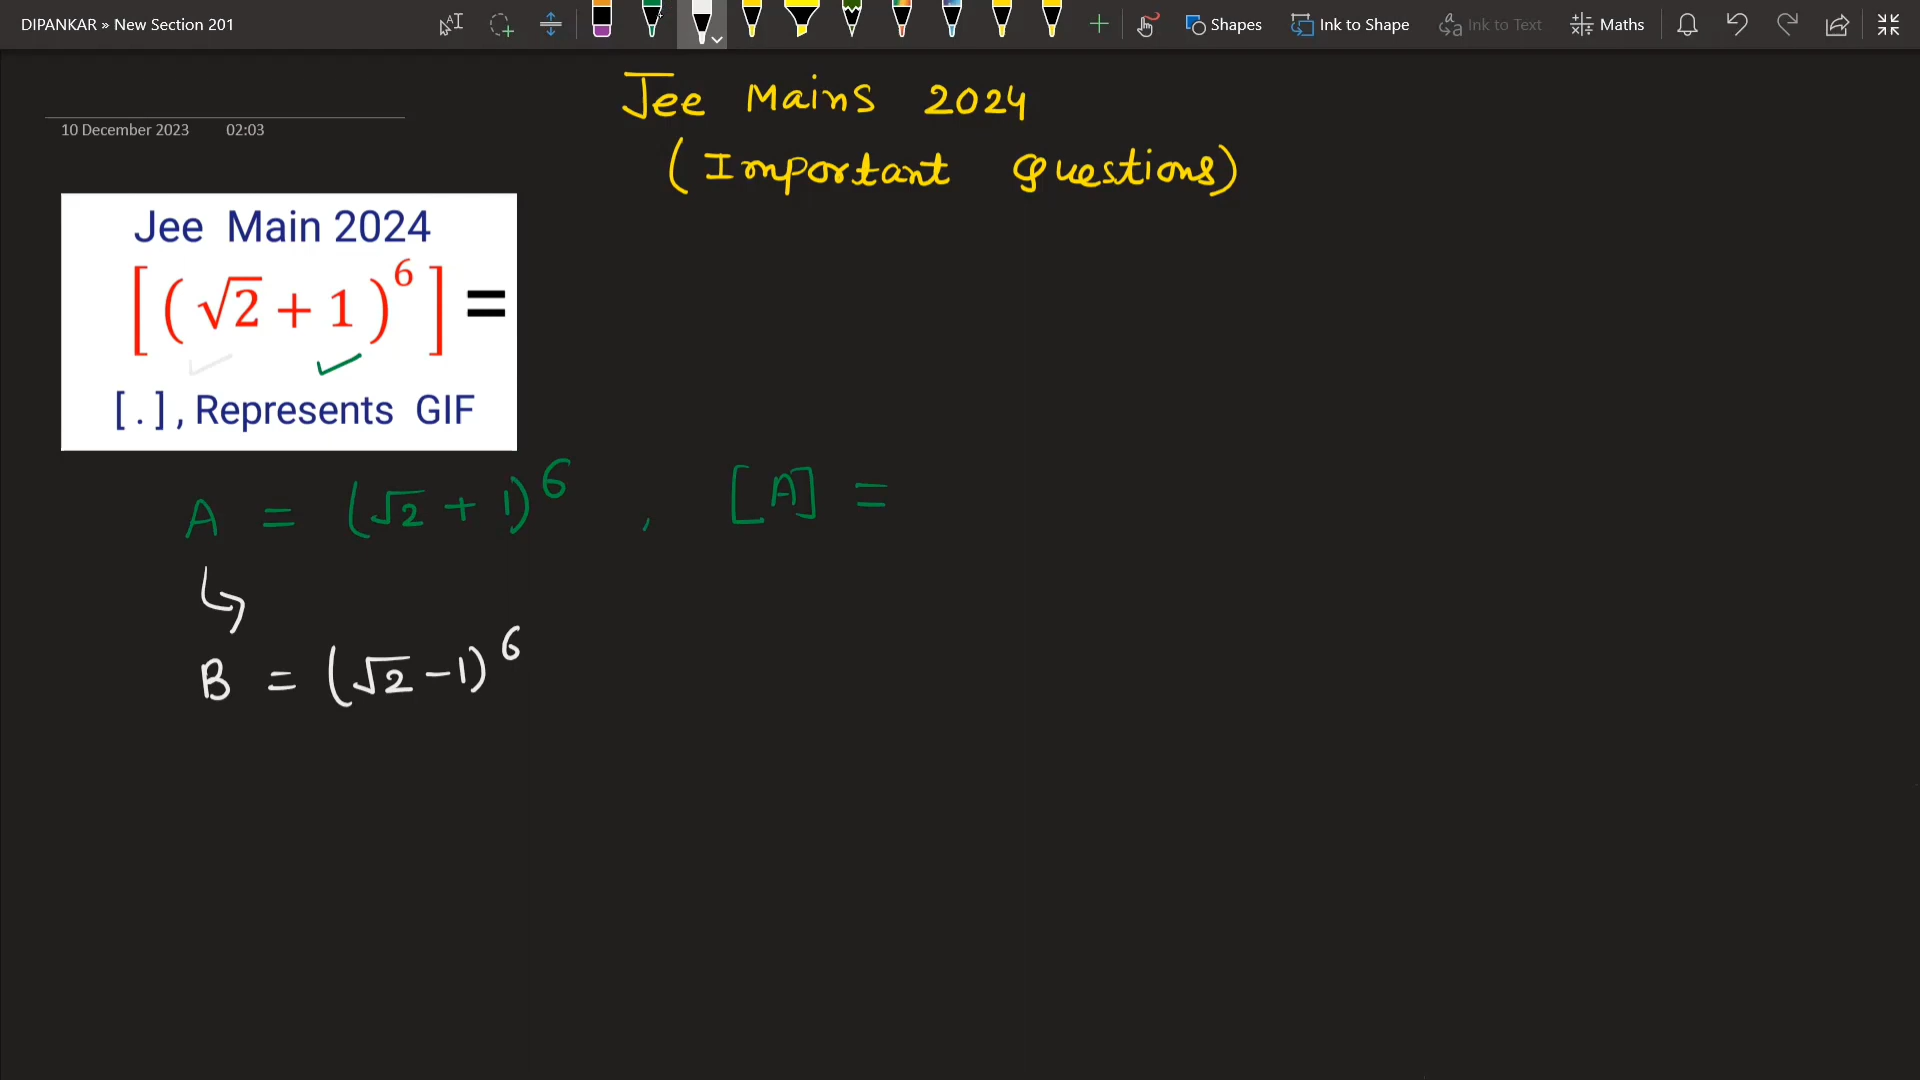 DIPANKAR » New Section 201
Shapes
Ink to Shape
Ink to Text
Maths
Jee Mains 2024
(Important Questions)
10 December 2023 02:03
Jee Main 2024
[(√2 + 1)^6] =
[ . ] , Represents GIF
A = (√2 + 1)^6 , [A] =
B = (√2 - 1)^6